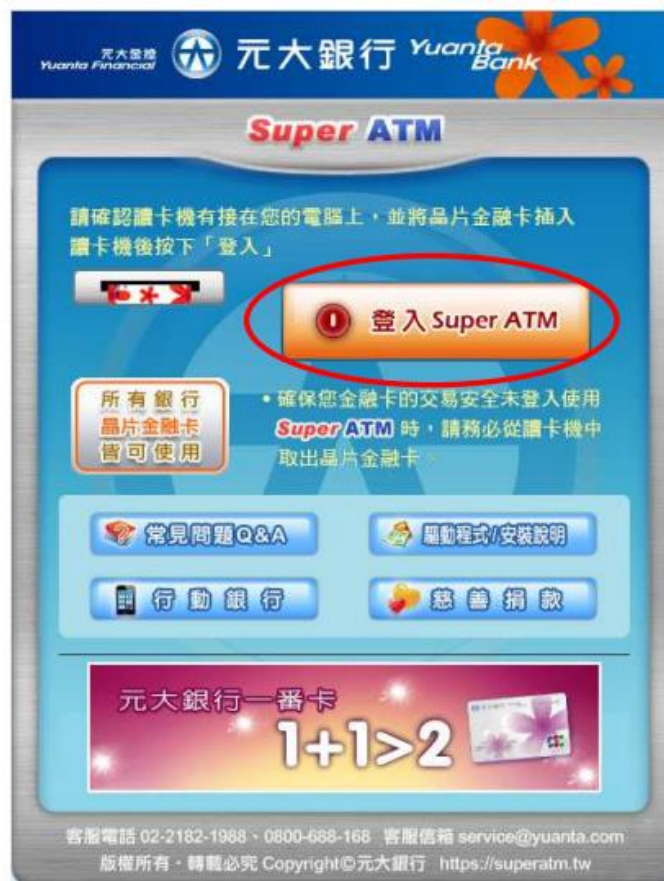 元大金控
Yuanta Financial
元大銀行 Yuanta Bank
Super ATM
請確認讀卡機有接在您的電腦上,並將晶片金融卡插入
讀卡機後按下「登入」
登入 Super ATM
所有銀行
晶片金融卡
皆可使用
•確保您金融卡的交易安全未登入使用
Super ATM 時,請務必從讀卡機中
取出晶片金融卡。
常見問題Q&A
驅動程式/安裝說明
行動銀行
慈善捐款
元大銀行一番卡
1+1>2
JCB
客服電話 02-2182-1988、0800-688-168 客服信箱 service@yuanta.com
版權所有・轉載必究 Copyright©元大銀行 https://superatm.tw